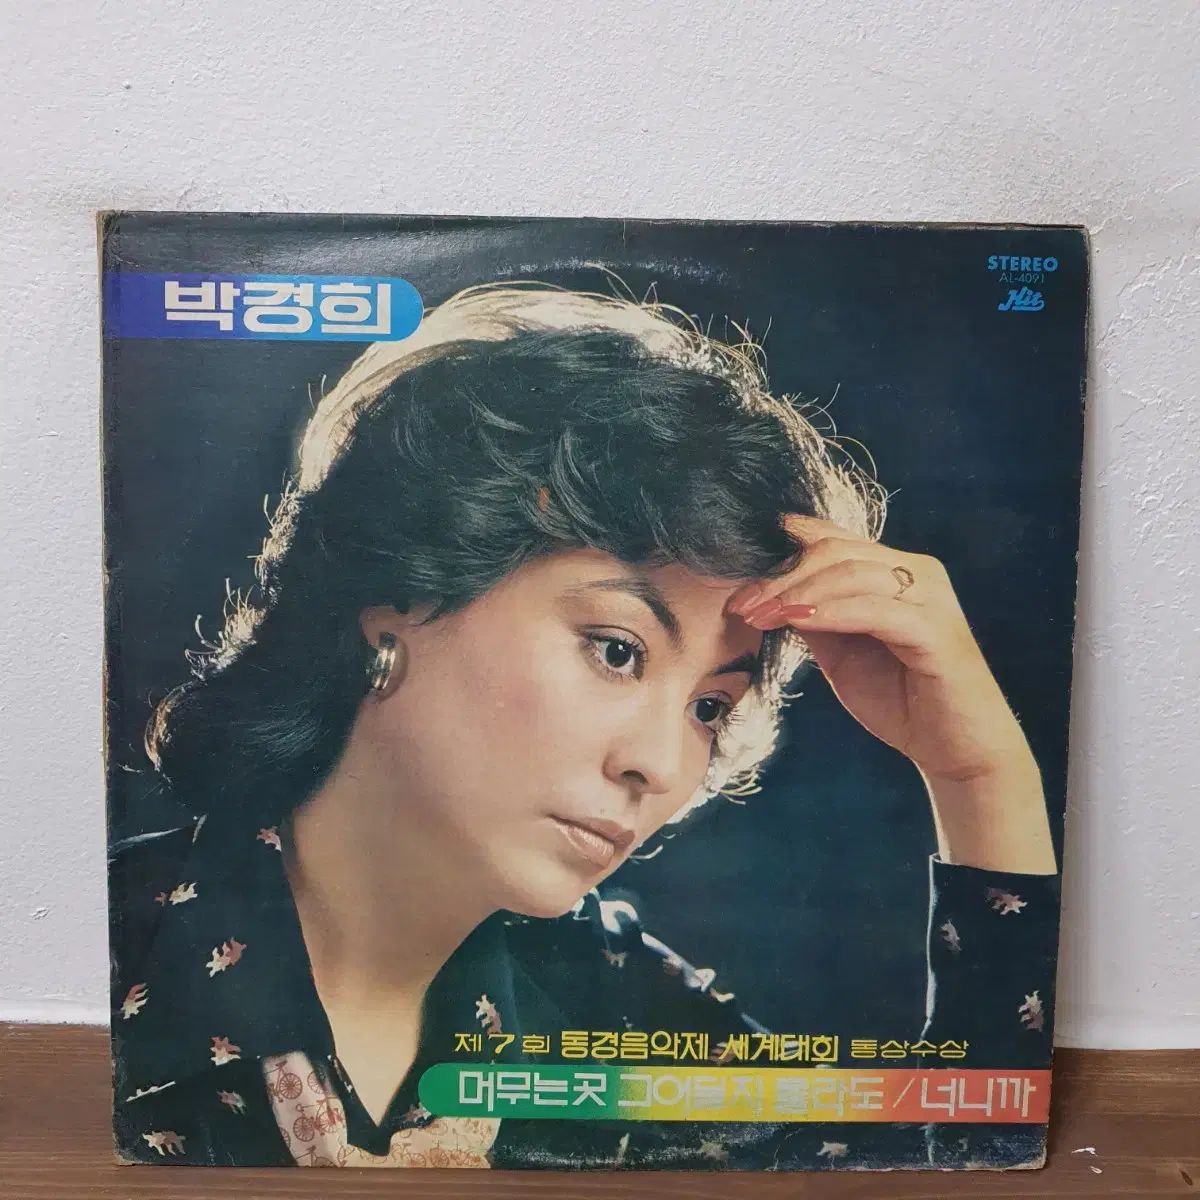 박경희
STEREO
AL-4091
Hit
제7회 동경음악제 세계대회 동상수상
머무는곳 그어딜지 몰라도/너니까